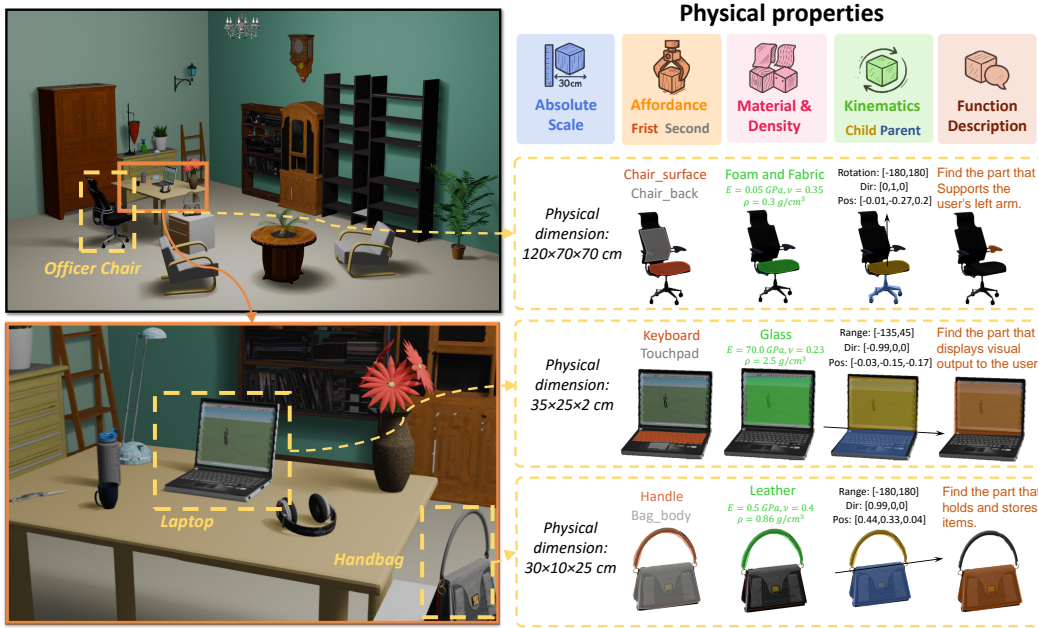 Physical properties
30cm
Absolute
Scale
Affordance
Frist Second
Material &
Density
Kinematics
Child Parent
Function
Description
Officer Chair
Physical
dimension:
120×70×70 cm
Chair_surface
Chair_back
Foam and Fabric
E = 0.05 GPa, ν = 0.35
ρ = 0.3 g/cm³
Rotation: [-180,180]
Dir: [0,1,0]
Pos: [-0.01,-0.27,0.2]
Find the part that
Supports the
user's left arm.
Laptop
Physical
dimension:
35×25×2 cm
Keyboard
Touchpad
Glass
E = 70.0 GPa, ν = 0.23
ρ = 2.5 g/cm³
Range: [-135,45]
Dir: [-0.99,0,0]
Pos: [-0.03,-0.15,-0.17]
Find the part that
displays visual
output to the user
Handbag
Physical
dimension:
30×10×25 cm
Handle
Bag_body
Leather
E = 0.5 GPa, ν = 0.4
ρ = 0.86 g/cm³
Range: [-180,180]
Dir: [0.99,0,0]
Pos: [0.44,0.33,0.04]
Find the part that
holds and stores
items.